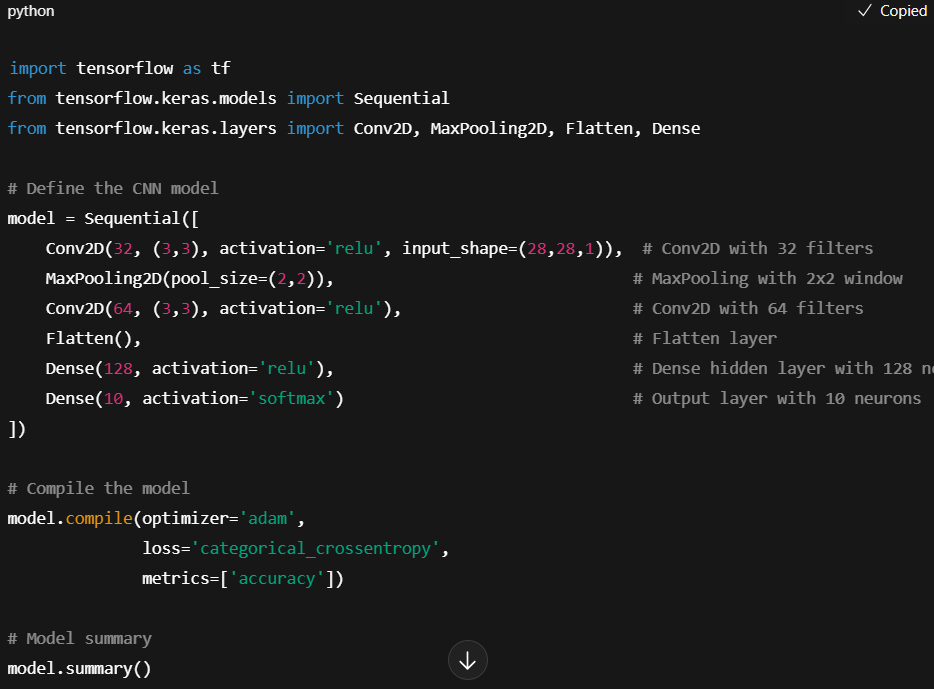 python
Copied
import tensorflow as tf
from tensorflow.keras.models import Sequential
from tensorflow.keras.layers import Conv2D, MaxPooling2D, Flatten, Dense
# Define the CNN model
model = Sequential([
    Conv2D(32, (3,3), activation='relu', input_shape=(28,28,1)),  # Conv2D with 32 filters
    MaxPooling2D(pool_size=(2,2)),                               # MaxPooling with 2x2 window
    Conv2D(64, (3,3), activation='relu'),                        # Conv2D with 64 filters
    Flatten(),                                                   # Flatten layer
    Dense(128, activation='relu'),                               # Dense hidden layer with 128
    Dense(10, activation='softmax')                              # Output layer with 10 neurons
])
# Compile the model
model.compile(optimizer='adam',
              loss='categorical_crossentropy',
              metrics=['accuracy'])
# Model summary
model.summary()